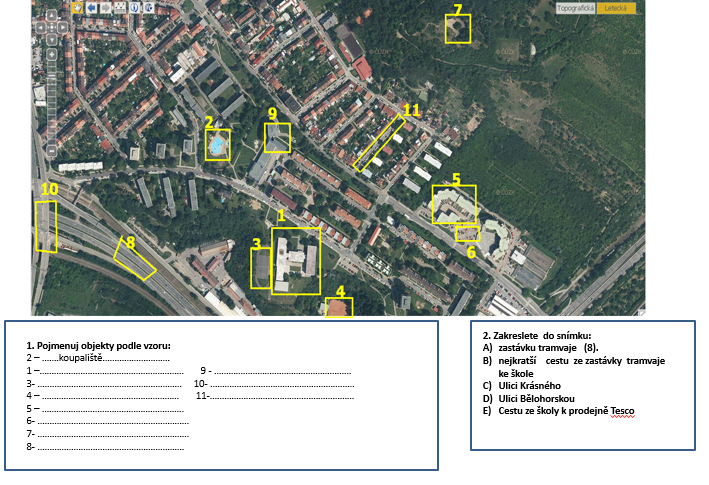 Topografická Letecká
7
11
9
2
5
10
1
8
3
6
4
1. Pojmenuj objekty podle vzoru:
2 – …….koupaliště……………………….
1 –…………………………………………………. 9 - ……………………………………………….
3- …………………………………………………. 10- ………………………………………………….
4 – ………………………………………………. 11-………………………………………………….
5 – ………………………………………………….
6- …………………………………………………….
7- …………………………………………………….
8- ………………………………………………….
2. Zakreslete do snímku:
A) zastávku tramvaje (8).
B) nejkratší cestu ze zastávky tramvaje
ke škole
C) Ulici Krásného
D) Ulici Bělohorskou
E) Cestu ze školy k prodejně Tesco